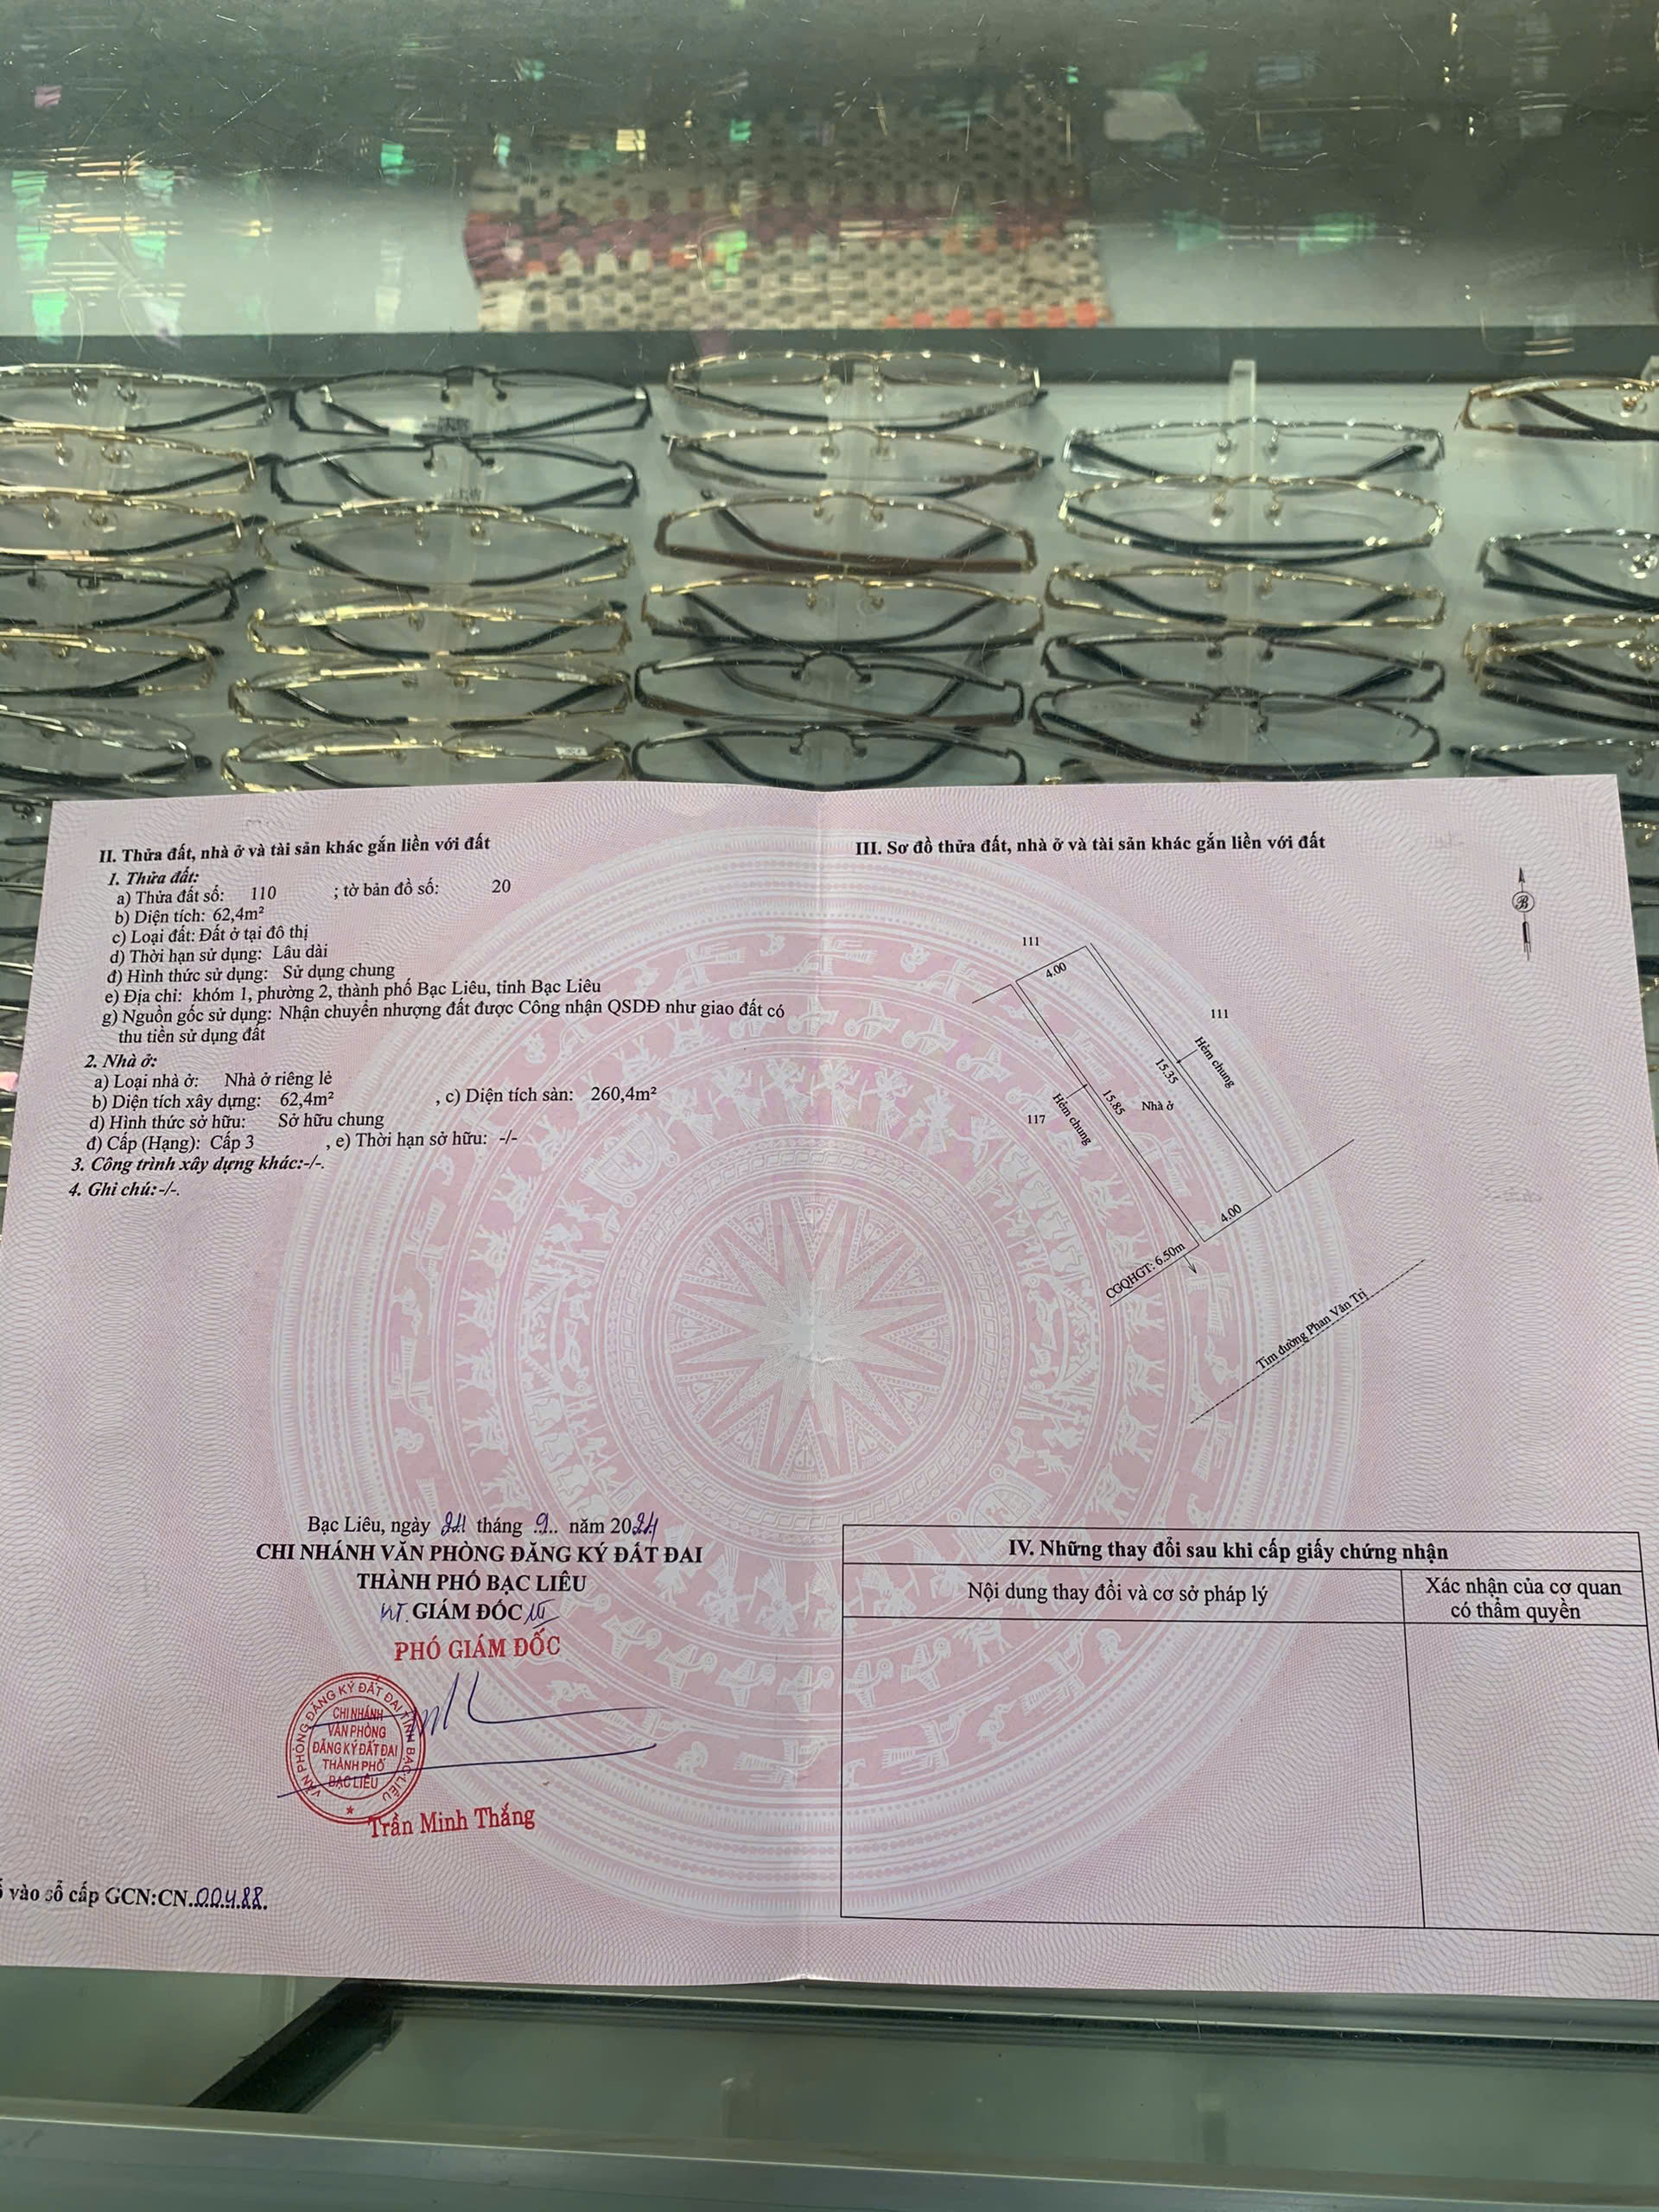 II. Thửa đất, nhà ở và tài sản khác gắn liền với đất
1. Thửa đất:
a) Thửa đất số: 110 ; tờ bản đồ số: 20
b) Diện tích: 62,4m²
c) Loại đất: Đất ở tại đô thị
d) Thời hạn sử dụng: Lâu dài
đ) Hình thức sử dụng: Sử dụng chung
e) Địa chỉ: khóm 1, phường 2, thành phố Bạc Liêu, tỉnh Bạc Liêu
g) Nguồn gốc sử dụng: Nhận chuyển nhượng đất được Công nhận QSDĐ như giao đất có
thu tiền sử dụng đất
2. Nhà ở:
a) Loại nhà ở: Nhà ở riêng lẻ
b) Diện tích xây dựng: 62,4m² , c) Diện tích sàn: 260,4m²
d) Hình thức sở hữu: Sở hữu chung
đ) Cấp (Hạng): Cấp 3 , e) Thời hạn sở hữu: -/-
3. Công trình xây dựng khác:-/-.
4. Ghi chú:-/-.
Bạc Liêu, ngày 24 tháng 9 năm 2024
CHI NHÁNH VĂN PHÒNG ĐĂNG KÝ ĐẤT ĐAI
THÀNH PHỐ BẠC LIÊU
KT. GIÁM ĐỐC
PHÓ GIÁM ĐỐC
VĂN PHÒNG ĐĂNG KÝ ĐẤT ĐAI TỈNH BẠC LIÊU
CHI NHÁNH
VĂN PHÒNG
ĐĂNG KÝ ĐẤT ĐAI
THÀNH PHỐ
BẠC LIÊU
Trần Minh Thắng
vào sổ cấp GCN:CN.00488.
III. Sơ đồ thửa đất, nhà ở và tài sản khác gắn liền với đất
B
111
4.00
111
Hẻm chung
15.35
15.85
Nhà ở
Hẻm chung
117
4.00
CGQHGT: 6.50m
Tim đường Phan Văn Trị
IV. Những thay đổi sau khi cấp giấy chứng nhận
Nội dung thay đổi và cơ sở pháp lý
Xác nhận của cơ quan
có thẩm quyền